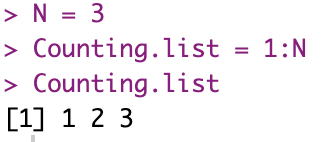 > N = 3
> Counting.list = 1:N
> Counting.list
[1] 1 2 3